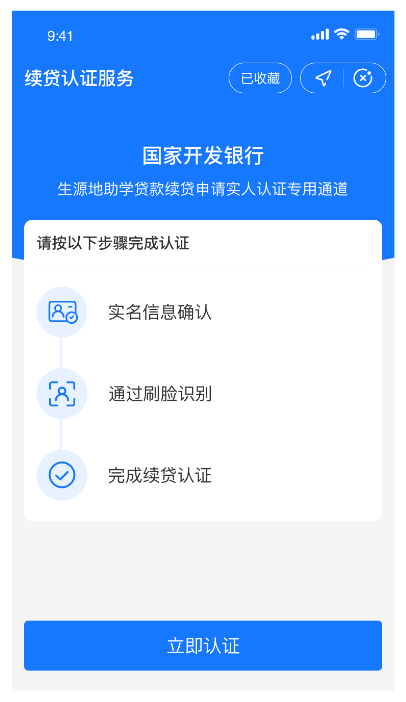 9:41
续贷认证服务
已收藏
国家开发银行
生源地助学贷款续贷申请实人认证专用通道
请按以下步骤完成认证
实名信息确认
通过刷脸识别
完成续贷认证
立即认证